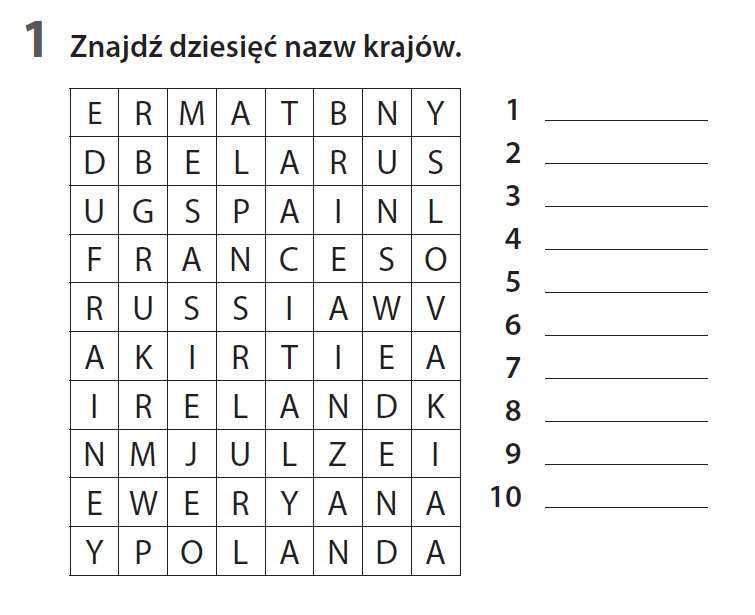 1 Znajdź dziesięć nazw krajów.
E R M A T B N Y
D B E L A R U S
U G S P A I N L
F R A N C E S O
R U S S I A W V
A K I R T I E A
I R E L A N D K
N M J U L Z E I
E W E R Y A N A
Y P O L A N D A
1
2
3
4
5
6
7
8
9
10